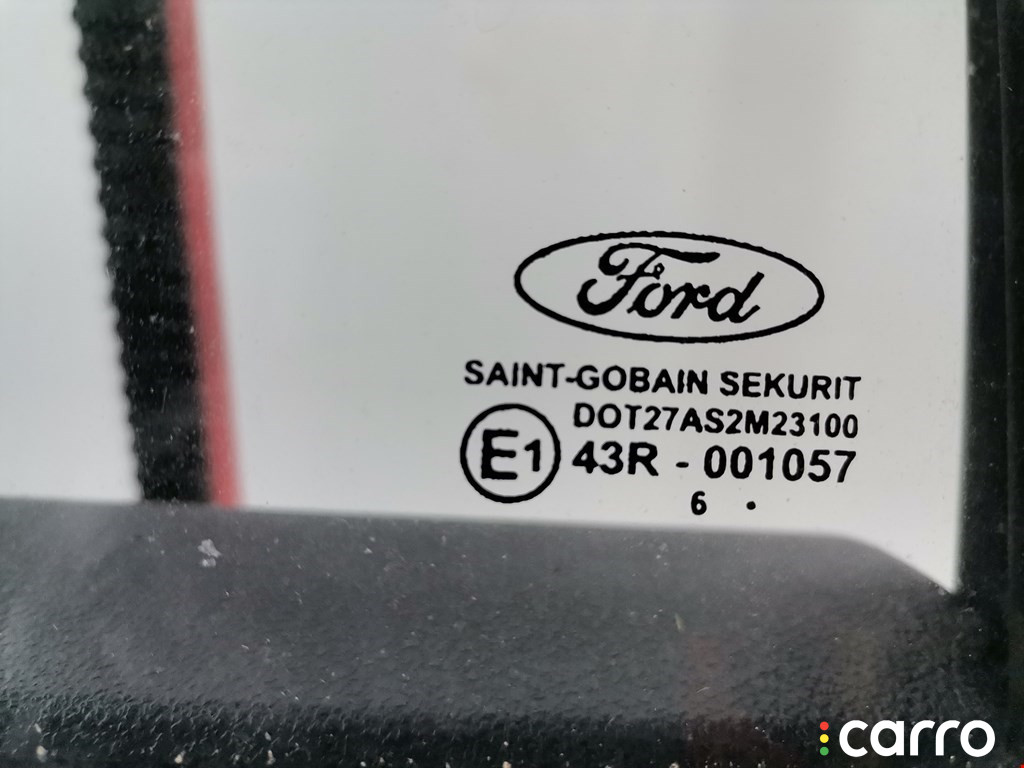 Ford
SAINT-GOBAIN SEKURIT
DOT27AS2M23100
E1 43R - 001057
6 .
carro